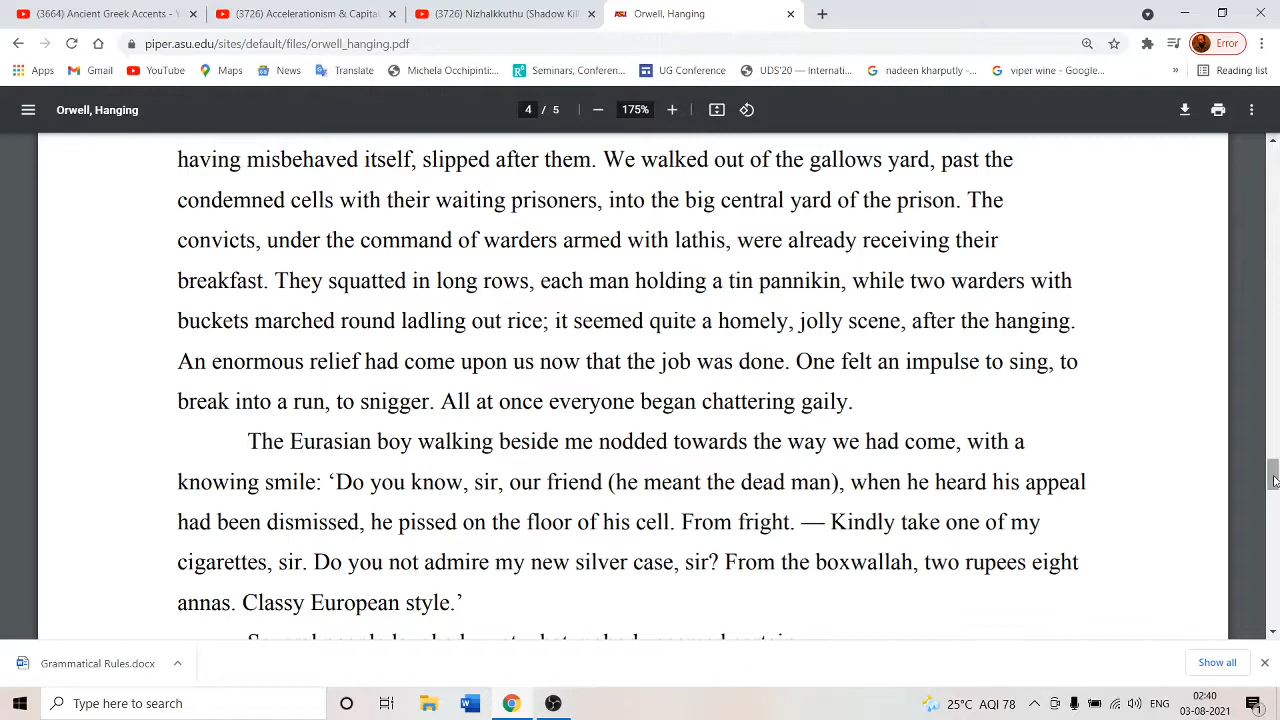 (3664) Ancient Greek Accents - Y
(3726) Accelerationism & Capital
(3726) Nizhalkkuthu (Shadow Kill
ASU Orwell, Hanging
piper.asu.edu/sites/default/files/orwell_hanging.pdf
Error
Apps Gmail YouTube Maps News Translate Michela Occhipinti:... Seminars, Conferen... UG Conference UDS'20 — Internati... nadeen kharputly -... viper wine - Google... » Reading list
Orwell, Hanging
4 / 5 175%
having misbehaved itself, slipped after them. We walked out of the gallows yard, past the
condemned cells with their waiting prisoners, into the big central yard of the prison. The
convicts, under the command of warders armed with lathis, were already receiving their
breakfast. They squatted in long rows, each man holding a tin pannikin, while two warders with
buckets marched round ladling out rice; it seemed quite a homely, jolly scene, after the hanging.
An enormous relief had come upon us now that the job was done. One felt an impulse to sing, to
break into a run, to snigger. All at once everyone began chattering gaily.
The Eurasian boy walking beside me nodded towards the way we had come, with a
knowing smile: ‘Do you know, sir, our friend (he meant the dead man), when he heard his appeal
had been dismissed, he pissed on the floor of his cell. From fright. — Kindly take one of my
cigarettes, sir. Do you not admire my new silver case, sir? From the boxwallah, two rupees eight
annas. Classy European style.’
Several people laughed
Grammatical Rules.docx
Show all
Type here to search
25°C AQI 78
ENG
02:40
03-08-2021
1